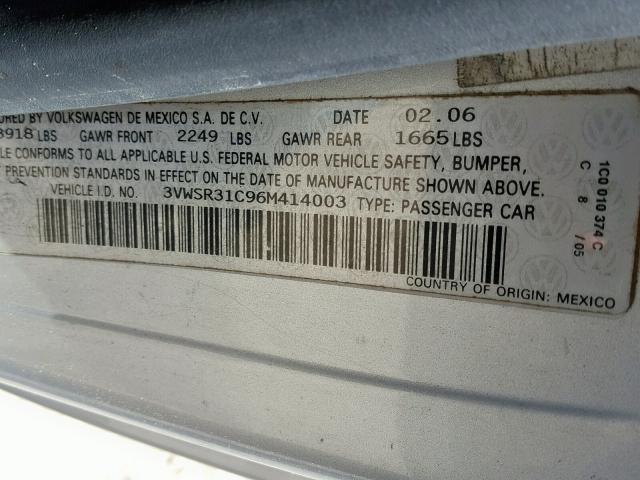 URED BY VOLKSWAGEN DE MEXICO S.A. DE C.V. DATE 02.06
3918 LBS GAWR FRONT 2249 LBS GAWR REAR 1665 LBS
LE CONFORMS TO ALL APPLICABLE U.S. FEDERAL MOTOR VEHICLE SAFETY, BUMPER,
T PREVENTION STANDARDS IN EFFECT ON THE DATE OF MANUFACTURE SHOWN ABOVE.
VEHICLE I.D. NO. 3VWSR31C96M414003 TYPE: PASSENGER CAR
COUNTRY OF ORIGIN: MEXICO
1C0 010 374 C
C 8 /05